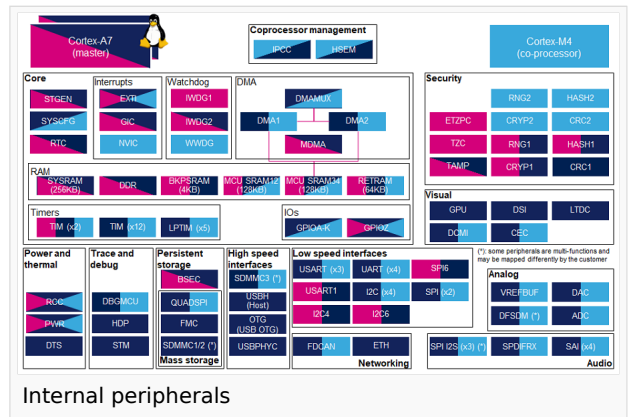 Cortex-A7
(master)
Coprocessor management
IPCC
HSEM
Cortex-M4
(co-processor)
Core
STGEN
SYSCFG
RTC
Interrupts
EXTI
GIC
NVIC
Watchdog
IWDG1
IWDG2
WWDG
DMA
DMAMUX
DMA1
DMA2
MDMA
Security
RNG2
HASH2
ETZPC
CRYP2
CRC2
TZC
RNG1
HASH1
TAMP
CRYP1
CRC1
RAM
SYSRAM
(256KB)
DDR
BKPSRAM
(4KB)
MCU SRAM12
(128KB)
MCU SRAM34
(128KB)
RETRAM
(64KB)
Visual
GPU
DSI
LTDC
DCMI
CEC
Timers
TIM (x2)
TIM (x12)
LPTIM (x5)
IOs
GPIOA-K
GPIOZ
(*): some peripherals are multi-functions and
may be mapped differently by the customer
Power and
thermal
RCC
PWR
DTS
Trace and
debug
DBGMCU
HDP
STM
Persistent
storage
BSEC
QUADSPI
FMC
SDMMC1/2 (*)
Mass storage
High speed
interfaces
SDMMC3 (*)
USBH
(Host)
OTG
(USB OTG)
USBPHYC
Low speed interfaces
USART (x3)
UART (x4)
SPI6
USART1
I2C (x4)
SPI (x2)
I2C4
I2C6
Analog
VREFBUF
DAC
DFSDM (*)
ADC
FDCAN
ETH
Networking
SPI I2S (x3) (*)
SPDIFRX
SAI (x4)
Audio
Internal peripherals